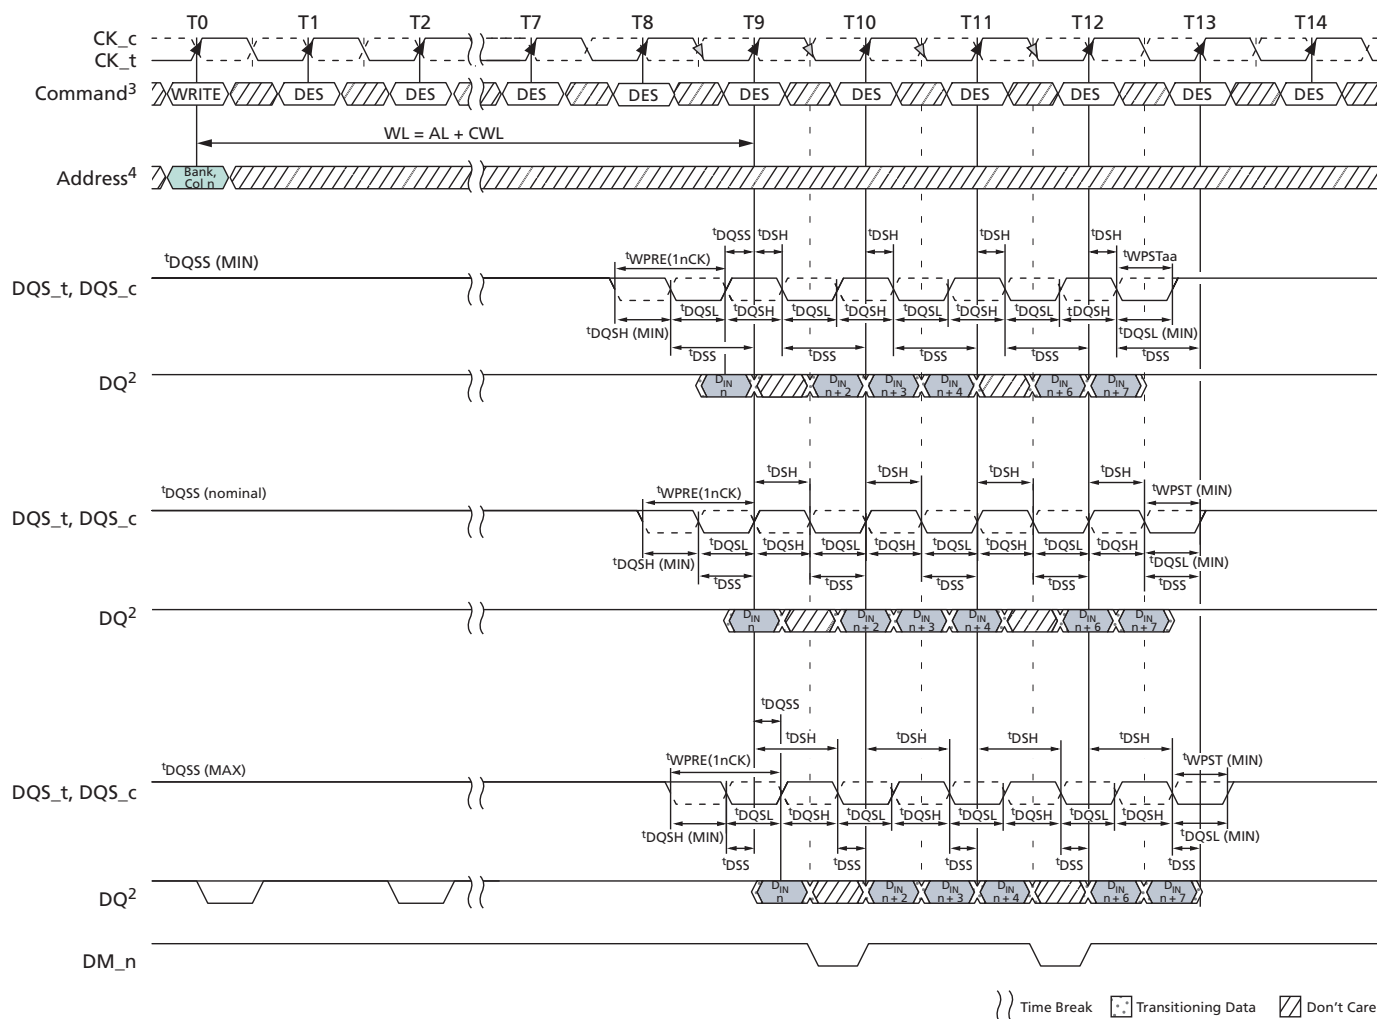 T0 T1 T2 T7 T8 T9 T10 T11 T12 T13 T14
CK_c
CK_t
Command3 WRITE DES DES DES DES DES DES DES DES DES DES
WL = AL + CWL
Address4 Bank, Col n
tDQSS tDSH tDSH tDSH tDSH
tDQSS (MIN) tWPRE(1nCK) tWPSTaa
DQS_t, DQS_c
tDQSL tDQSH tDQSL tDQSH tDQSL tDQSH tDQSL tDQSH
tDQSH (MIN) tDQSL (MIN)
tDSS tDSS tDSS tDSS tDSS
DQ2 DIN n DIN n + 2 DIN n + 3 DIN n + 4 DIN n + 6 DIN n + 7
tDSH tDSH tDSH tDSH
tDQSS (nominal) tWPRE(1nCK) tWPST (MIN)
DQS_t, DQS_c
tDQSL tDQSH tDQSL tDQSH tDQSL tDQSH tDQSL tDQSH
tDQSH (MIN) tDQSL (MIN)
tDSS tDSS tDSS tDSS tDSS
DQ2 DIN n DIN n + 2 DIN n + 3 DIN n + 4 DIN n + 6 DIN n + 7
tDQSS
tDSH tDSH tDSH tDSH
tDQSS (MAX) tWPRE(1nCK) tWPST (MIN)
DQS_t, DQS_c
tDQSL tDQSH tDQSL tDQSH tDQSL tDQSH tDQSL tDQSH
tDQSH (MIN) tDQSL (MIN)
tDSS tDSS tDSS tDSS tDSS
DQ2 DIN n DIN n + 2 DIN n + 3 DIN n + 4 DIN n + 6 DIN n + 7
DM_n
Time Break Transitioning Data Don't Care